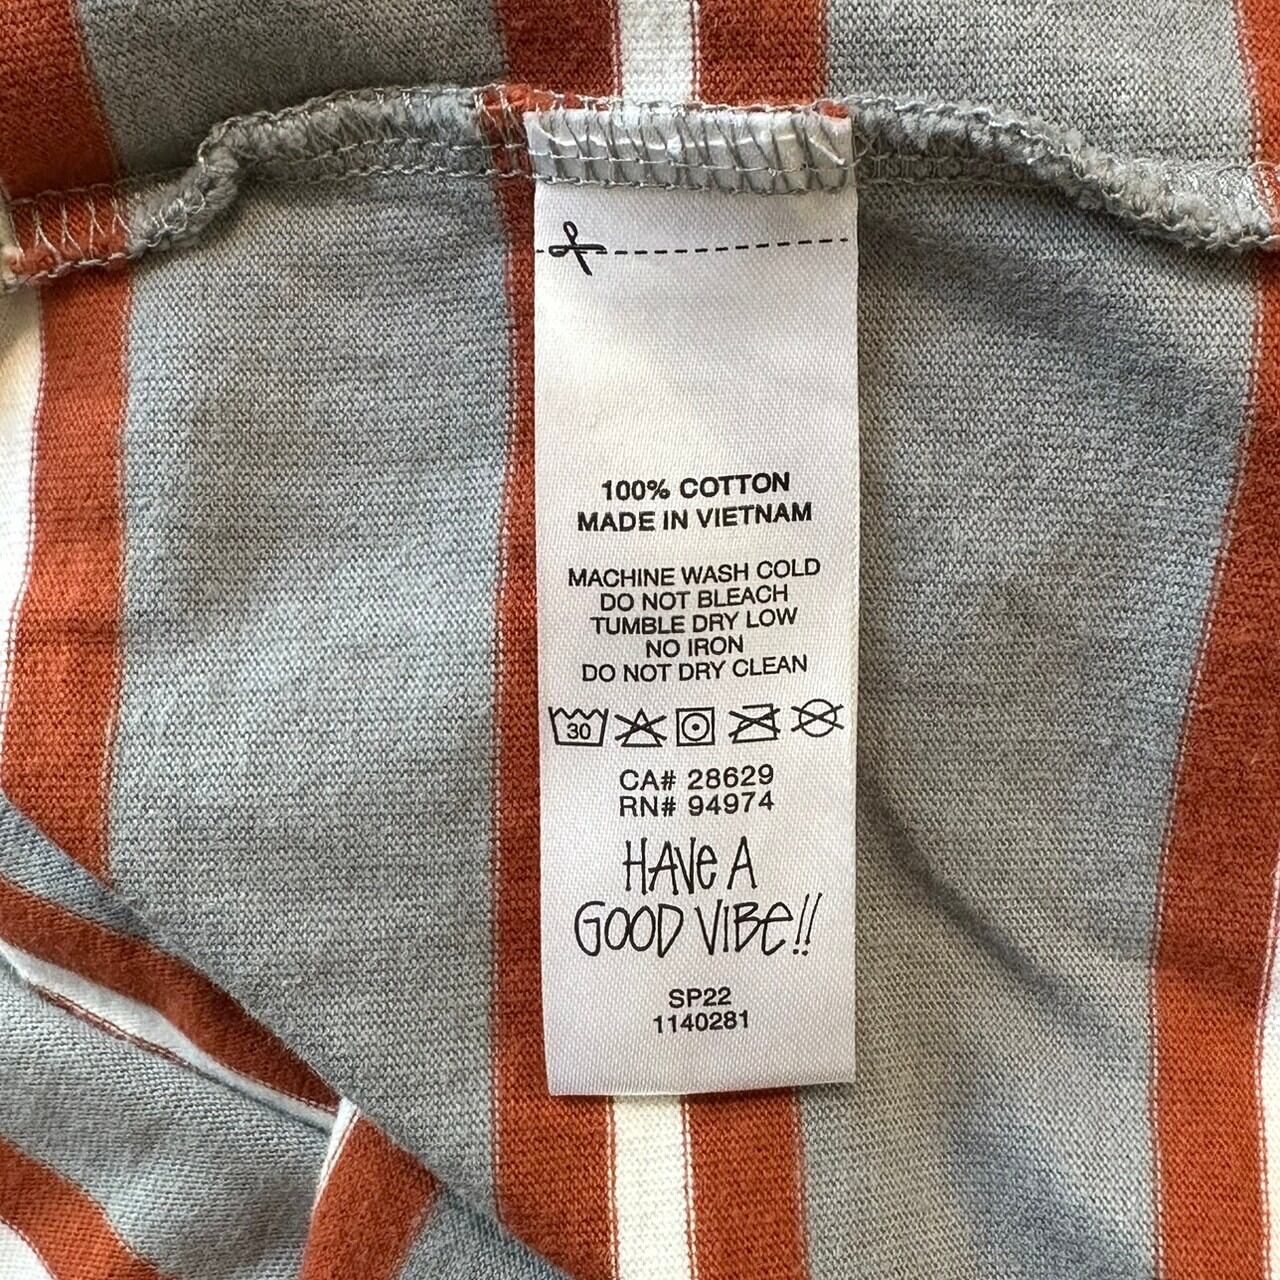 100% COTTON
MADE IN VIETNAM
MACHINE WASH COLD
DO NOT BLEACH
TUMBLE DRY LOW
NO IRON
DO NOT DRY CLEAN
30
CA# 28629
RN# 94974
HAVe A
GOOD VIBe!!
SP22
1140281